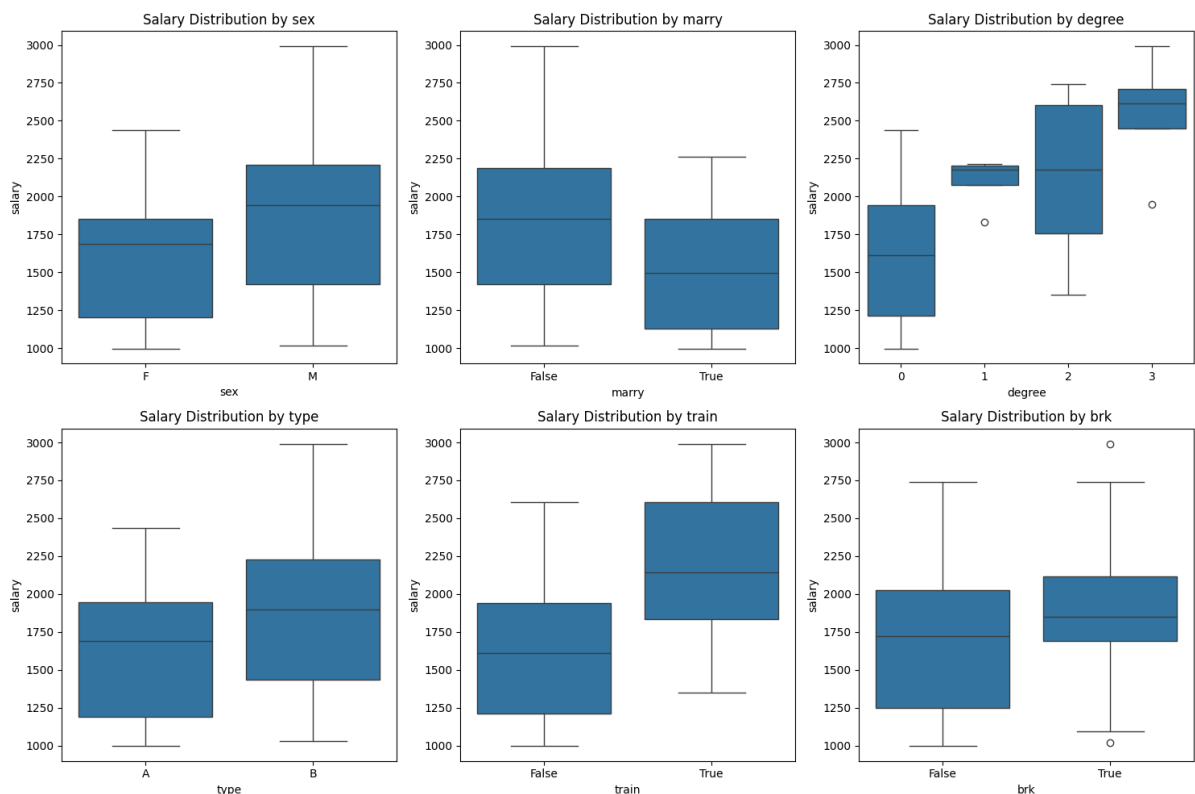 Salary Distribution by sex
3000
2750
2500
2250
2000
1750
1500
1250
1000
salary
F M
sex
Salary Distribution by marry
3000
2750
2500
2250
2000
1750
1500
1250
1000
salary
False True
marry
Salary Distribution by degree
3000
2750
2500
2250
2000
1750
1500
1250
1000
salary
0 1 2 3
degree
Salary Distribution by type
3000
2750
2500
2250
2000
1750
1500
1250
1000
salary
A B
type
Salary Distribution by train
3000
2750
2500
2250
2000
1750
1500
1250
1000
salary
False True
train
Salary Distribution by brk
3000
2750
2500
2250
2000
1750
1500
1250
1000
salary
False True
brk